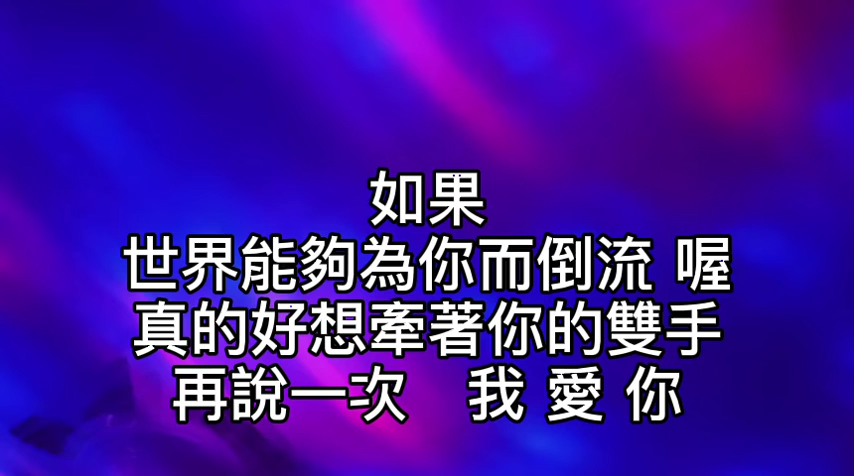 如果
世界能夠為你而倒流 喔
真的好想牽著你的雙手
再說一次　我 愛 你